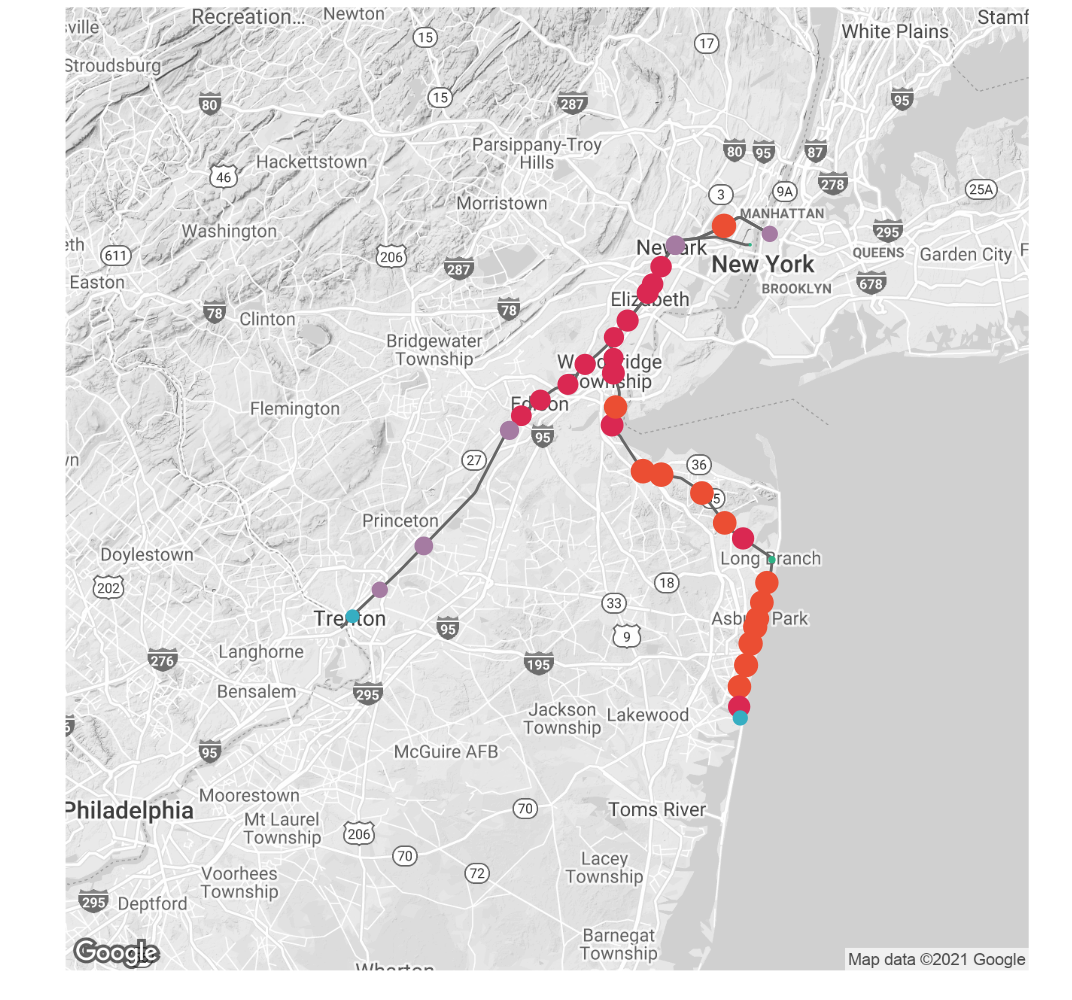 Recreation...
Newton
Stamf
sville
15
17
White Plains
Stroudsburg
80
15
287
95
Parsippany-Troy
Hills
80
95
87
Hackettstown
46
278
3
9A
25A
Morristown
MANHATTAN
Washington
295
eth
611
206
287
Newark
QUEENS
Garden City
F
New York
Easton
678
BROOKLYN
Elizabeth
78
78
Clinton
Bridgewater
Township
Woodbridge
Township
Flemington
Edison
95
vn
27
36
Princeton
Doylestown
Long Branch
202
18
33
Trenton
Asbury Park
95
9
Langhorne
276
195
Bensalem
295
Jackson
Township
Lakewood
95
McGuire AFB
Moorestown
Philadelphia
70
Toms River
Mt Laurel
Township
206
70
Lacey
Township
Voorhees
Township
72
295
Deptford
Barnegat
Township
Google
Map data ©2021 Google
Wharton